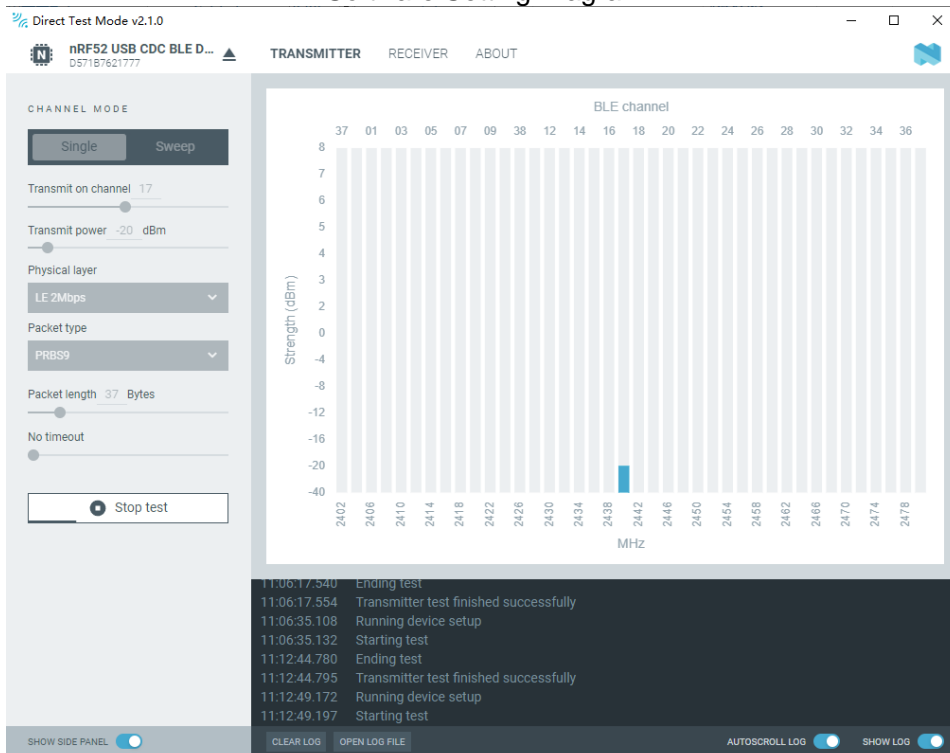 Direct Test Mode v2.1.0
nRF52 USB CDC BLE D...
D571B7621777
TRANSMITTER RECEIVER ABOUT
CHANNEL MODE
Single Sweep
Transmit on channel 17
Transmit power -20 dBm
Physical layer
LE 2Mbps
Packet type
PRBS9
Packet length 37 Bytes
No timeout
Stop test
BLE channel
37 01 03 05 07 09 38 12 14 16 18 20 22 24 26 28 30 32 34 36
8
7
6
5
4
3
2
0
-4
-8
-12
-16
-20
-40
Strength (dBm)
2402 2406 2410 2414 2418 2422 2426 2430 2434 2438 2442 2446 2450 2454 2458 2462 2466 2470 2474 2478
MHz
11:06:17.540 Ending test
11:06:17.554 Transmitter test finished successfully
11:06:35.108 Running device setup
11:06:35.132 Starting test
11:12:44.780 Ending test
11:12:44.795 Transmitter test finished successfully
11:12:49.172 Running device setup
11:12:49.197 Starting test
SHOW SIDE PANEL
CLEAR LOG OPEN LOG FILE AUTOSCROLL LOG SHOW LOG